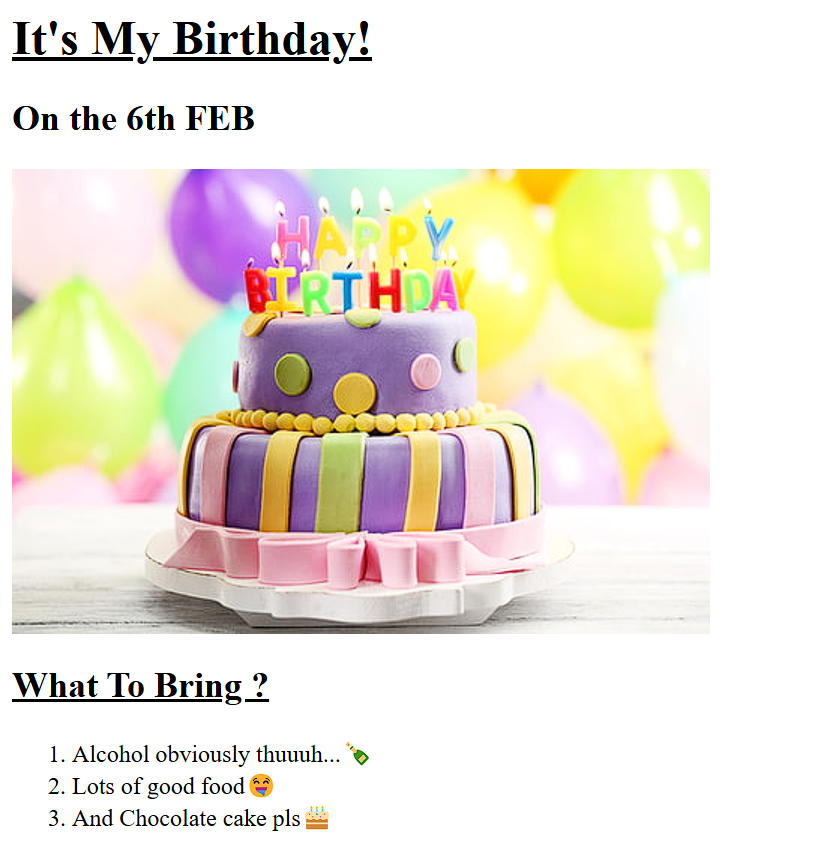 It's My Birthday!
On the 6th FEB
HAPPY
BIRTHDAY
What To Bring ?
1. Alcohol obviously thuuuh... 🍾
2. Lots of good food 🤤
3. And Chocolate cake pls 🎂